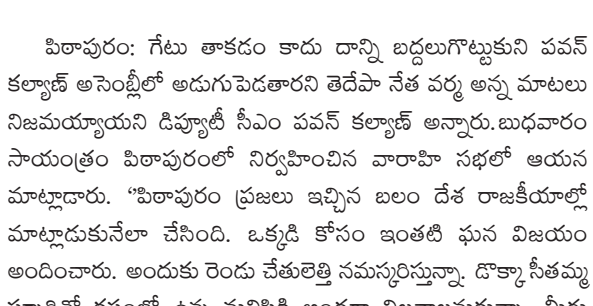 పిఠాపురం: గేటు తాకడం కాదు దాన్ని బద్దలుగొట్టుకుని పవన్
కల్యాణ్ అసెంబ్లీలో అడుగుపెడతారని తెదేపా నేత వర్మ అన్న మాటలు
నిజమయ్యాయని డిప్యూటీ సీఎం పవన్ కల్యాణ్ అన్నారు.బుధవారం
సాయంత్రం పిఠాపురంలో నిర్వహించిన వారాహి సభలో ఆయన
మాట్లాడారు. ‘‘పిఠాపురం ప్రజలు ఇచ్చిన బలం దేశ రాజకీయాల్లో
మాట్లాడుకునేలా చేసింది. ఒక్కడి కోసం ఇంతటి ఘన విజయం
అందించారు. అందుకు రెండు చేతులెత్తి నమస్కరిస్తున్నా. డొక్కా సీతమ్మ